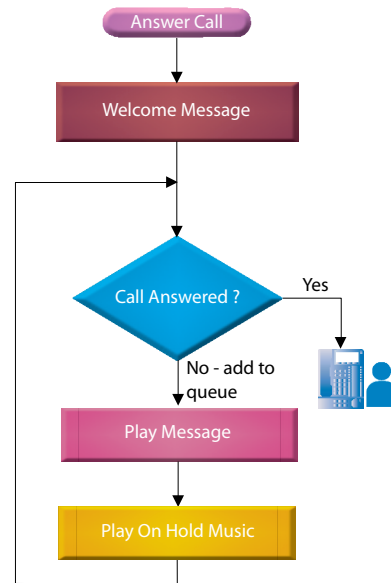 Answer Call
Welcome Message
Call Answered ?
Yes
No - add to
queue
Play Message
Play On Hold Music